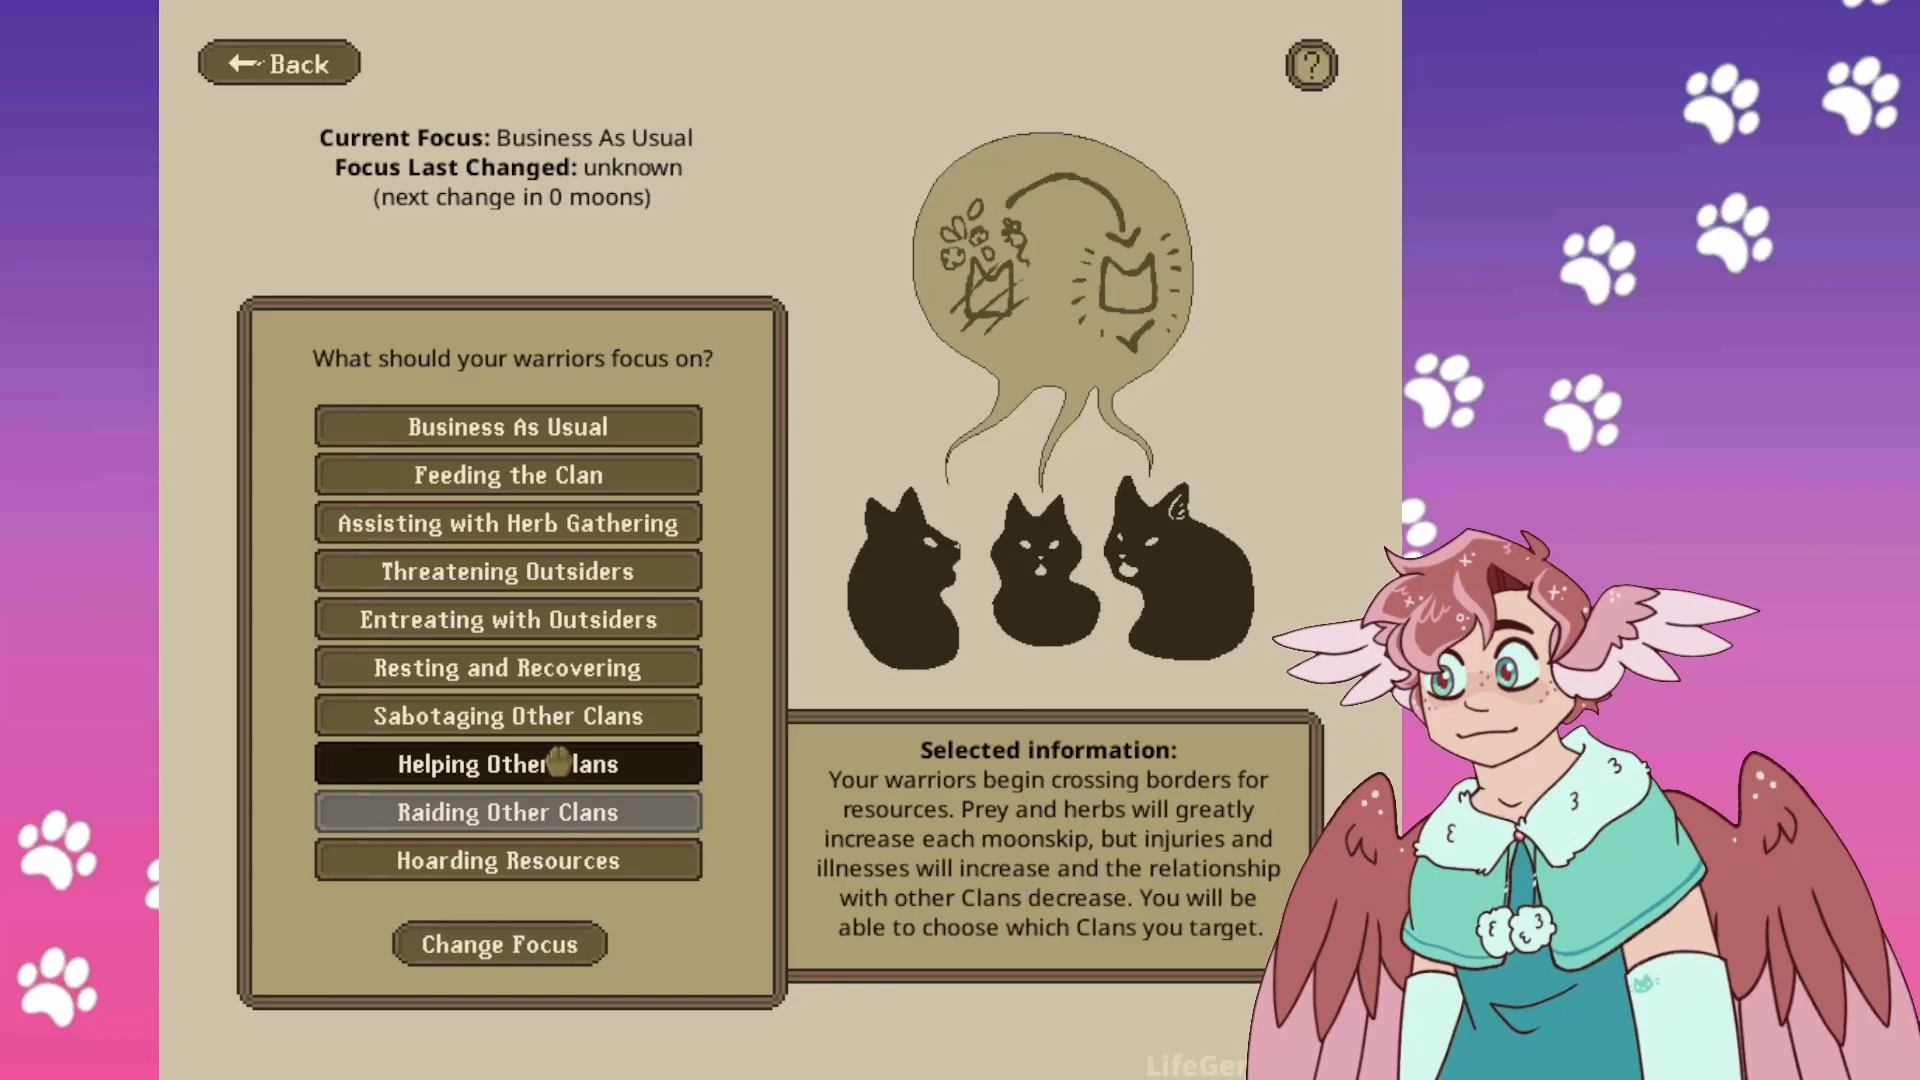 Back
?
Current Focus: Business As Usual
Focus Last Changed: unknown
(next change in 0 moons)
What should your warriors focus on?
Business As Usual
Feeding the Clan
Assisting with Herb Gathering
Threatening Outsiders
Entreating with Outsiders
Resting and Recovering
Sabotaging Other Clans
Helping Other lans
Raiding Other Clans
Hoarding Resources
Change Focus
Selected information:
Your warriors begin crossing borders for
resources. Prey and herbs will greatly
increase each moonskip, but injuries and
illnesses will increase and the relationship
with other Clans decrease. You will be
able to choose which Clans you target.
LifeGen